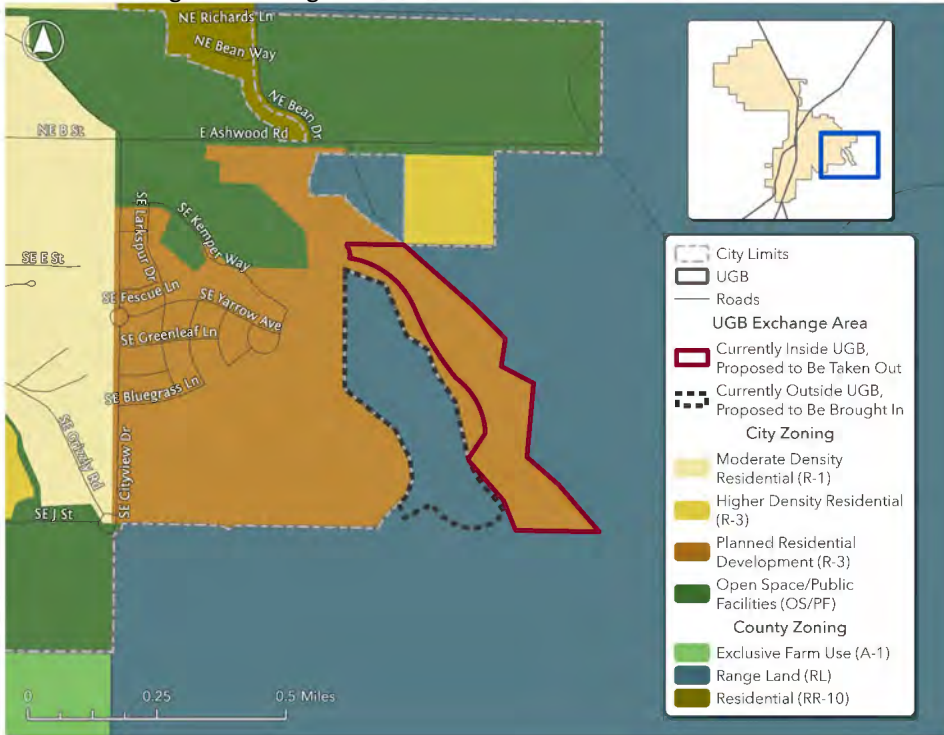 NE Richards Ln
NE Bean Way
NE Bean Dr
NE B St
E Ashwood Rd
SE Larkspur Dr
SE Kemper Way
SE E St
SE Fescue Ln
SE Yarrow Ave
SE Greenleaf Ln
SE Bluegrass Ln
SE Grizzly Rd
SE Cityview Dr
SE J St
0 0.25 0.5 Miles
City Limits
UGB
Roads
UGB Exchange Area
Currently Inside UGB,
Proposed to Be Taken Out
Currently Outside UGB,
Proposed to Be Brought In
City Zoning
Moderate Density
Residential (R-1)
Higher Density Residential
(R-3)
Planned Residential
Development (R-3)
Open Space/Public
Facilities (OS/PF)
County Zoning
Exclusive Farm Use (A-1)
Range Land (RL)
Residential (RR-10)